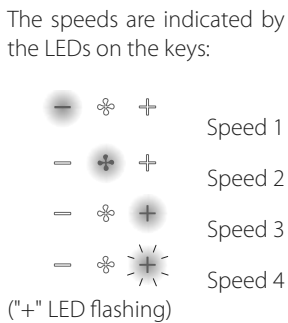 The speeds are indicated by
the LEDs on the keys:
Speed 1
Speed 2
Speed 3
Speed 4
("+" LED flashing)